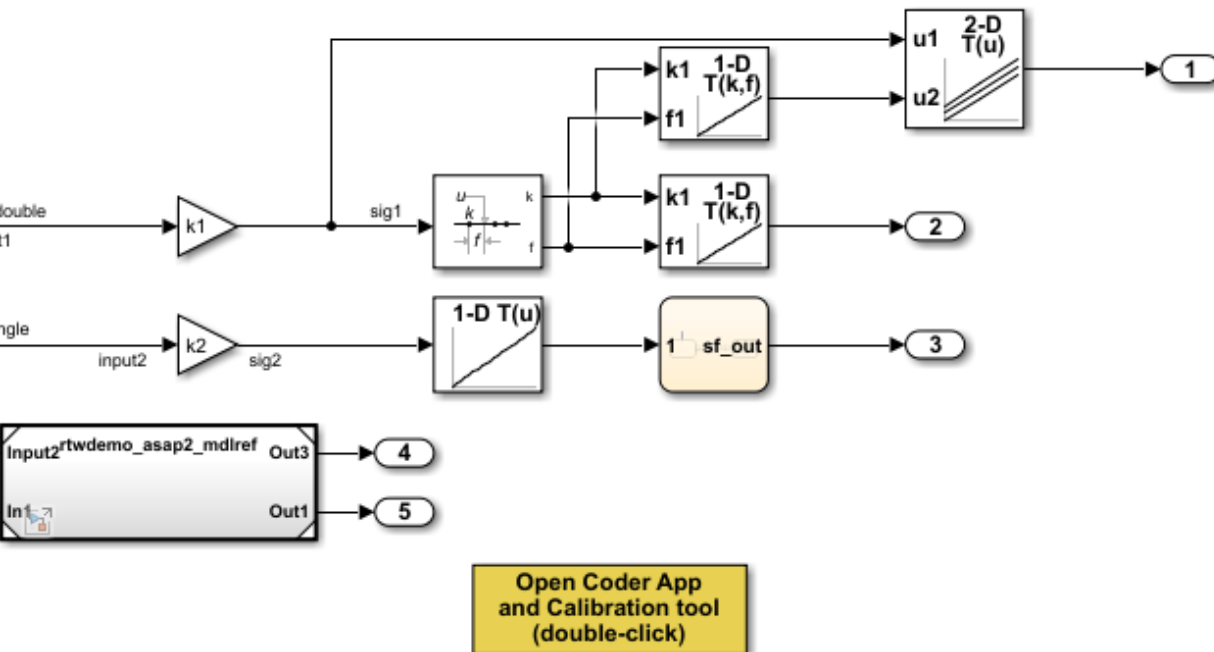 u1
2-D
T(u)
1
u2
k1
1-D
T(k,f)
f1
double
k1
sig1
u
k
k
f
f
k1
1-D
T(k,f)
f1
2
k2
input2
sig2
1-D T(u)
1
sf_out
3
Input2
rtwdemo_asap2_mdlref
Out3
4
In1
Out1
5
Open Coder App
and Calibration tool
(double-click)